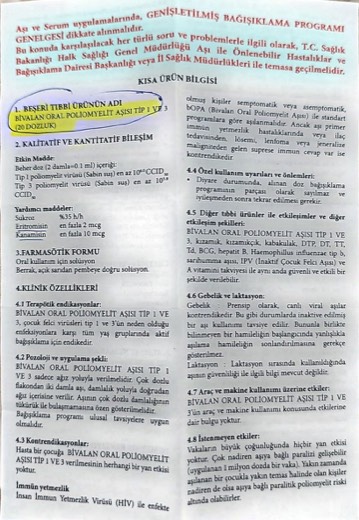 Aşı ve Serum uygulamalarında, GENİŞLETİLMİŞ BAĞIŞIKLAMA PROGRAMI
GENELGESİ dikkate alınmalıdır.
Bu konuda karşılaşılacak her türlü soru ve problemlerle ilgili olarak, T.C. Sağlık
Bakanlığı Halk Sağlığı Genel Müdürlüğü Aşı ile Önlenebilir Hastalıklar ve
Bağışıklama Dairesi Başkanlığı veya İl Sağlık Müdürlükleri ile temasa geçilmelidir.
KISA ÜRÜN BİLGİSİ
1. BEŞERİ TIBBİ ÜRÜNÜN ADI
BİVALAN ORAL POLİOMYELİT AŞISI TİP 1 VE 3
(20 DOZLUK)
2. KALİTATİF VE KANTİTATİF BİLEŞİM
Etkin Madde:
Beher doz (2 damla=0.1 ml) içeriği:
Tip 1 poliomyelit virüsü (Sabin suş) en az
Tip 3 poliomyelit virüsü (Sabin suş) en az
Yardımcı maddeler:
Sukroz %35 b/h
Eritromisin en fazla 2 mcg
Kanamisin en fazla 10 mcg
3.FARMASÖTİK FORMU
Oral kullanım için solüsyon
Berrak, açık sarıdan pembeye doğru solüsyon.
4.KLİNİK ÖZELLİKLERİ
4.1 Terapötik endikasyonlar:
BİVALAN ORAL POLİOMYELİT AŞISI TİP 1 VE
3, çocuk felci virüsleri tip 1 ve 3'ün neden olduğu
enfeksiyonlara karşı tüm yaş gruplarında aktif
bağışıklama için endikedir.
4.2 Pozoloji ve uygulama şekli:
BİVALAN ORAL POLİOMYELİT AŞISI TİP 1
VE 3 sadece ağız yoluyla verilmelidir. Çok dozlu
flakondan iki damla aşı, damlalık yoluyla doğrudan
ağız içerisine verilir. Aşının çok dozlu damlalığının
tükürük ile bulaşmamasına özen gösterilmelidir.
Bağışıklama programı ulusal tavsiyelere uygun
olmalıdır.
4.3 Kontrendikasyonlar:
Hasta bir çocuğa BİVALAN ORAL POLİOMYELİT
AŞISI TİP 1 VE 3 verilmesinin herhangi bir yan etkisi
yoktur.
İmmün yetmezlik
İnsan İmmün Yetmezlik Virüsü (HIV) ile enfekte
olmuş kişiler semptomatik veya asemptomatik,
bOPA (Bivalan Oral Poliomyelit Aşısı) ile standart
programlara göre aşılanmalıdır. Ancak aşı primer
immün yetmezlik hastalıklarında veya ilaç
tedavisinden, lösemi, lenfoma veya jeneralize
maligniteden gelen suprese immün cevap var ise
kontrendikedir.
4.4 Özel kullanım uyarıları ve önlemleri:
• Diyare durumunda, alınan doz bağışıklama
programının parçası olarak sayılmaz ve
iyileşmeden sonra tekrar edilmesi gerekir.
4.5 Diğer tıbbi ürünler ile etkileşimler ve diğer
etkileşim şekilleri:
BİVALAN ORAL POLİOMYELİT AŞISI TİP 1 VE
3, kızamık, kızamıkçık, kabakulak, DTP, DT, TT,
Td, BCG, hepatit B, Haemophilus influenzae tip b,
sarıhumma aşısı, IPV (İnaktif Çocuk Felci Aşısı) ve
A vitamini takviyesi ile aynı anda güvenli ve etkili bir
şekilde verilebilir.
4.6 Gebelik ve laktasyon:
Gebelik : Prensip olarak, canlı viral aşılar
kontrendikedir. Bu gibi durumlarda inaktive edilmiş
bir aşı kullanımı tavsiye edilir. Bununla birlikte
bilinmeyen bir hamileliğin başlangıcında yanlışlıkla
aşılama hamileliğin sonlandırılmasına gerekçe
gösterilmez.
Laktasyon : Laktasyon sırasında kullanıldığında
aşının güvenliliği ile ilgili bilgi mevcut değildir.
4.7 Araç ve makine kullanımı üzerine etkiler:
BİVALAN ORAL POLİOMYELİT AŞISI TİP 1 VE
3'ün araç ve makine kullanımı konusunda etkilerine
dair bulgu yoktur.
4.8 İstenmeyen etkiler:
Vakaların büyük çoğunluğunda hiçbir yan etkisi
yoktur. Çok nadiren aşıya bağlı paralizi gelişebilir
(uygulanan 1 milyon dozda bir vaka). Yakın zamanda
aşılanan bir çocukla yakın temas halinde olan kişiler
nadiren de olsa aşıya bağlı paralitik poliomyelit riski
altında olabilirler.